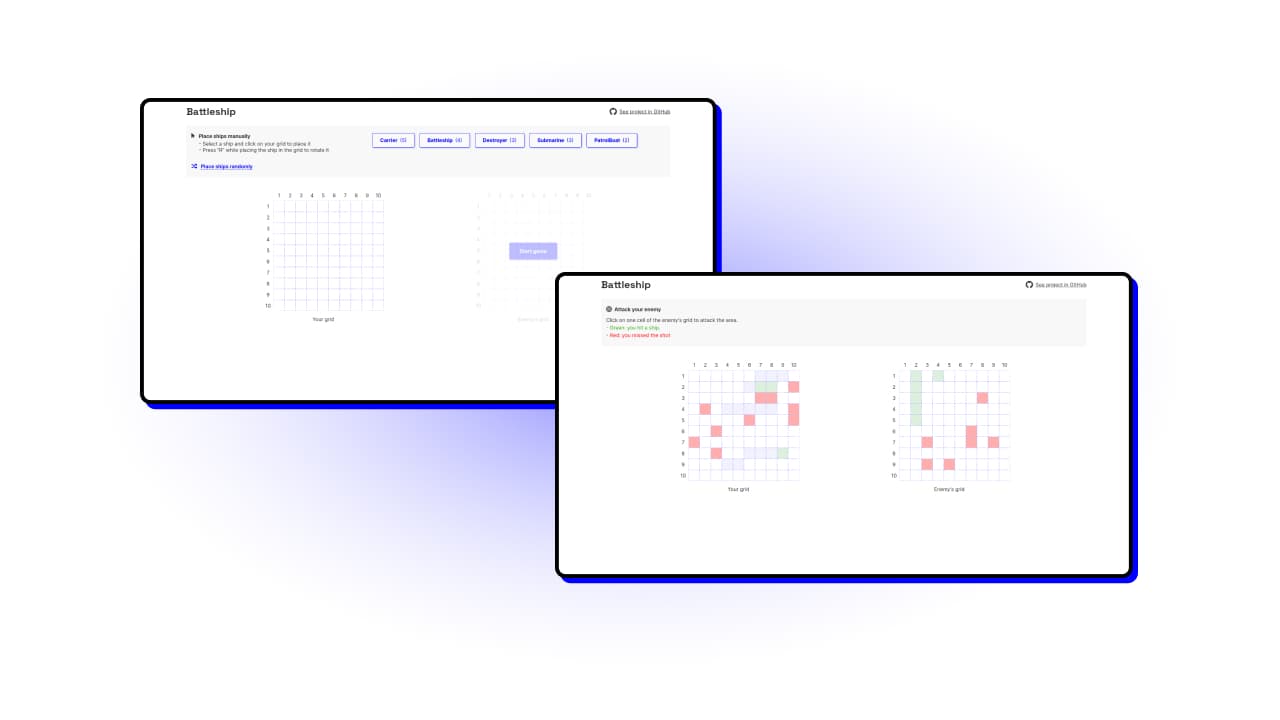 Battleship
See project in GitHub
Place ships manually
- Select a ship and click on your grid to place it
- Press "R" while placing the ship in the grid to rotate it
Place ships randomly
Carrier (5) Battleship (4) Destroyer (3) Submarine (3) PatrolBoat (2)
1 2 3 4 5 6 7 8 9 10
1
2
3
4
5
6
7
8
9
10
Your grid
1 2 3 4 5 6 7 8 9 10
1
2
3
4
5
6
7
8
9
10
Start game
Enemy's grid
Battleship
See project in GitHub
Attack your enemy
Click on one cell of the enemy's grid to attack the area.
- Green: you hit a ship.
- Red: you missed the shot.
1 2 3 4 5 6 7 8 9 10
1
2
3
4
5
6
7
8
9
10
Your grid
1 2 3 4 5 6 7 8 9 10
1
2
3
4
5
6
7
8
9
10
Enemy's grid